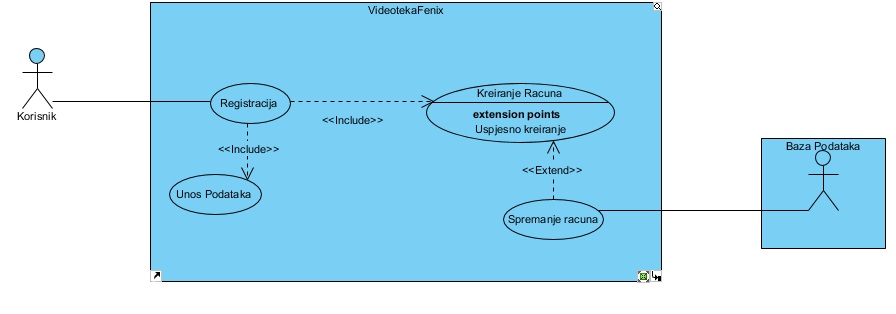 VideotekaFenix
Korisnik
Registracija
<<Include>>
Kreiranje Racuna
extension points
Uspjesno kreiranje
<<Include>>
Unos Podataka
<<Extend>>
Spremanje racuna
Baza Podataka